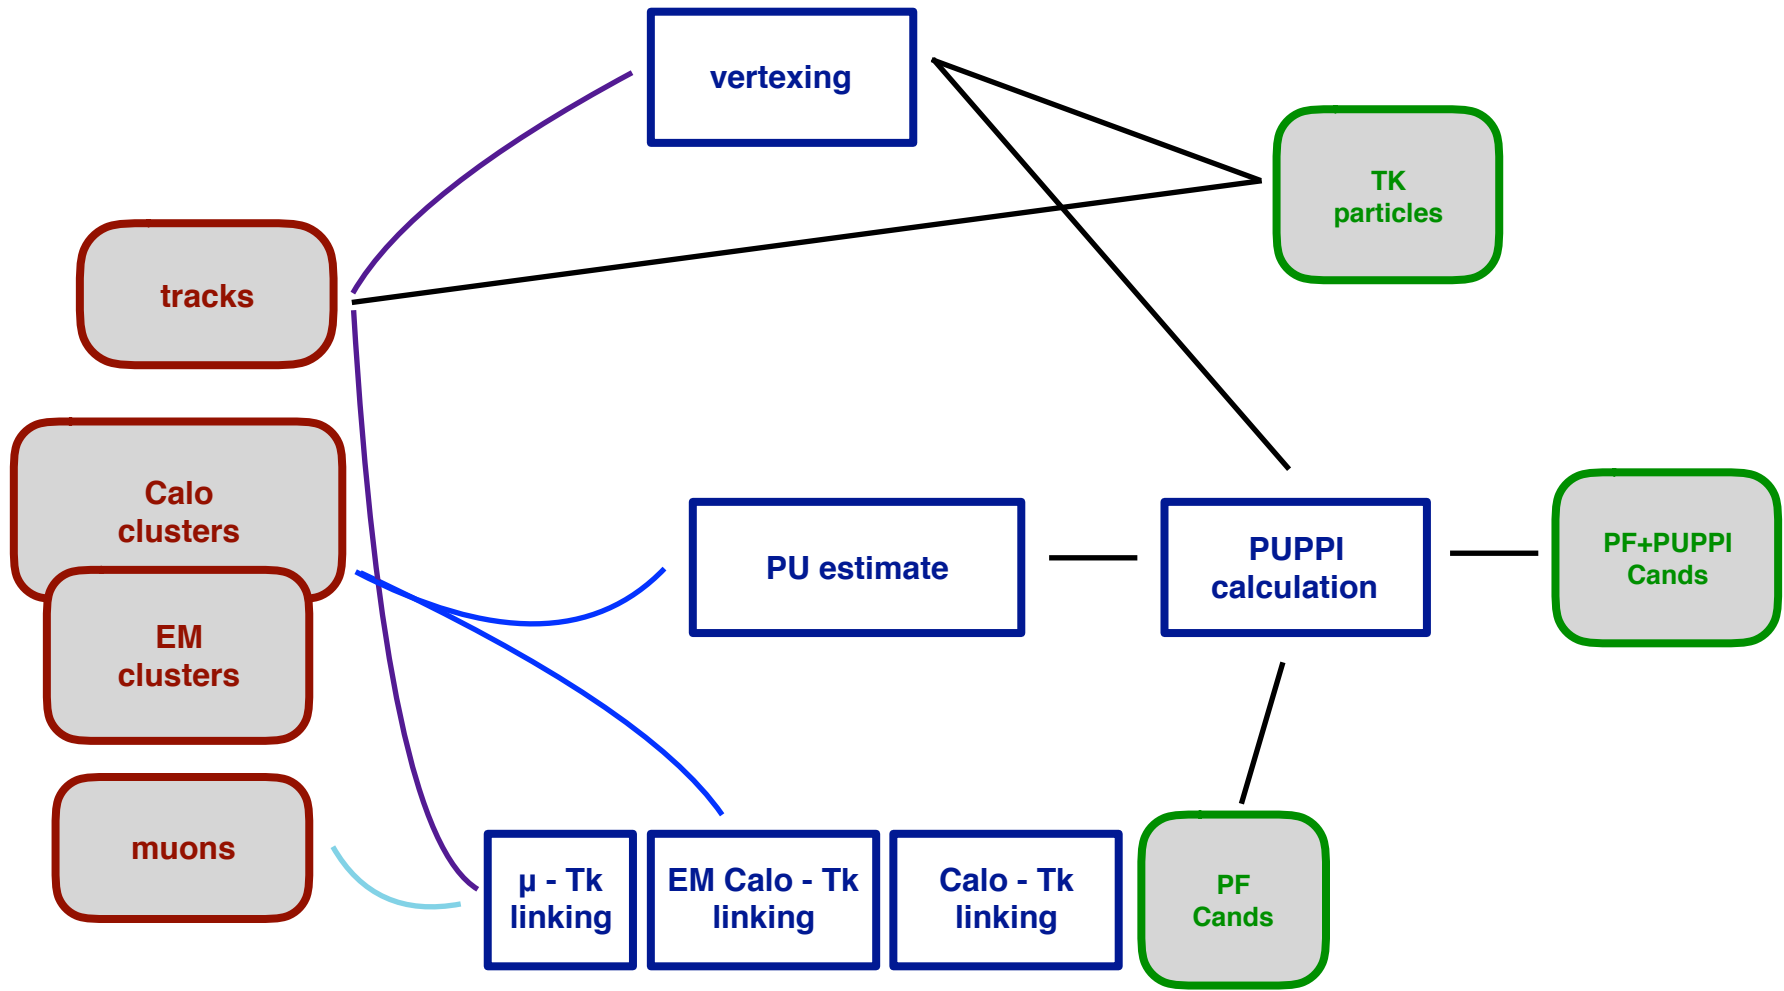 vertexing
TK
particles
tracks
Calo
clusters
EM
clusters
PU estimate
PUPPI
calculation
PF+PUPPI
Cands
muons
μ - Tk
linking
EM Calo - Tk
linking
Calo - Tk
linking
PF
Cands